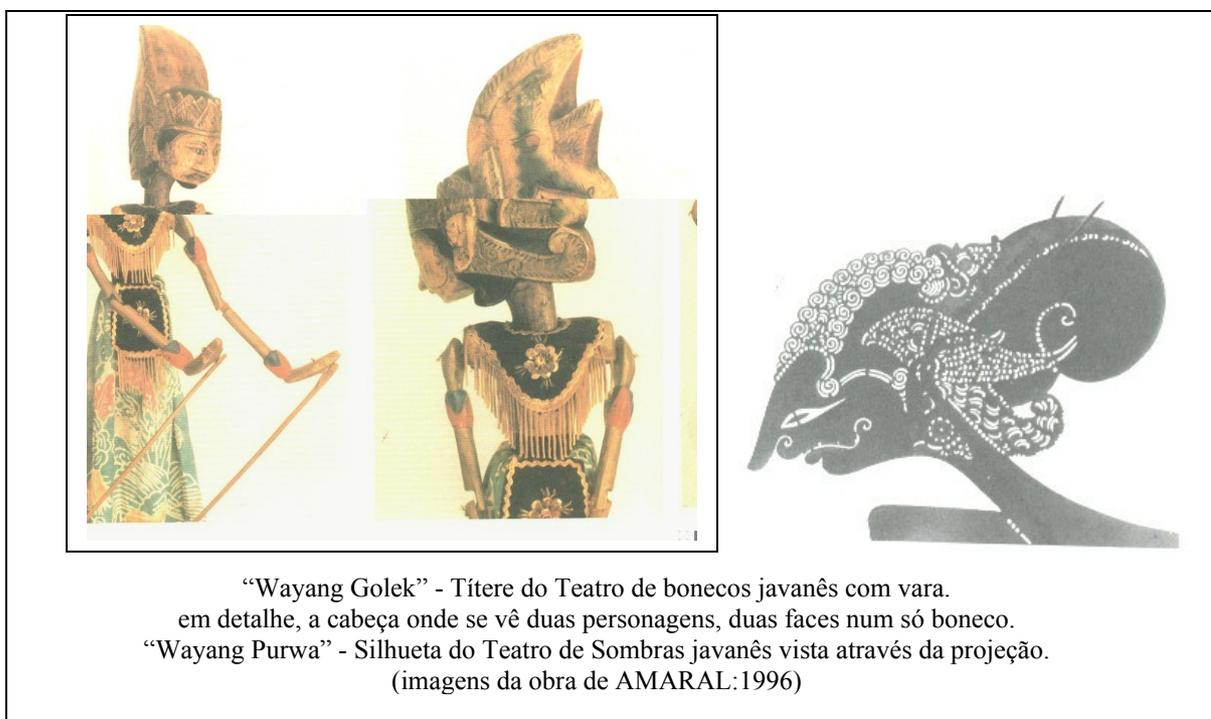 “Wayang Golek” - Títere do Teatro de bonecos javanês com vara.
em detalhe, a cabeça onde se vê duas personagens, duas faces num só boneco.
“Wayang Purwa” - Silhueta do Teatro de Sombras javanês vista através da projeção.
(imagens da obra de AMARAL:1996)